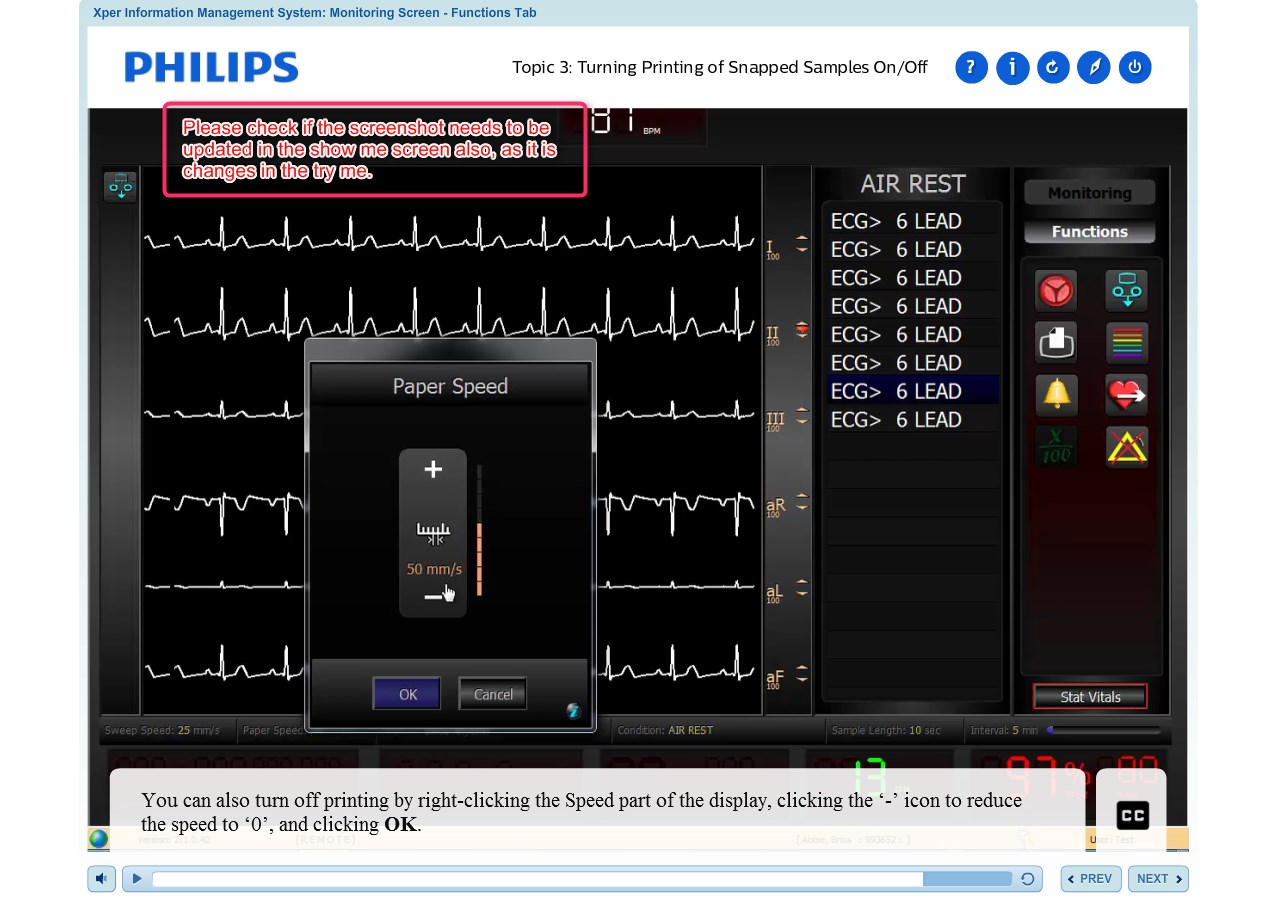 Xper Information Management System: Monitoring Screen - Functions Tab
PHILIPS
Topic 3: Turning Printing of Snapped Samples On/Off
?
i
81 BPM
Please check if the screenshot needs to be
updated in the show me screen also, as it is
changes in the try me.
I
100
II
100
III
100
aR
100
aL
100
aF
100
AIR REST
ECG> 6 LEAD
ECG> 6 LEAD
ECG> 6 LEAD
ECG> 6 LEAD
ECG> 6 LEAD
ECG> 6 LEAD
ECG> 6 LEAD
ECG> 6 LEAD
Monitoring
Functions
X/100
Stat Vitals
Paper Speed
+
50 mm/s
−
OK
Cancel
Sweep Speed: 25 mm/s
Paper Speed
Condition: AIR REST
Sample Length: 10 sec
Interval: 5 min
13
97 %
You can also turn off printing by right-clicking the Speed part of the display, clicking the ‘-’ icon to reduce
the speed to ‘0’, and clicking OK.
CC
[REMOTE]
PREV
NEXT